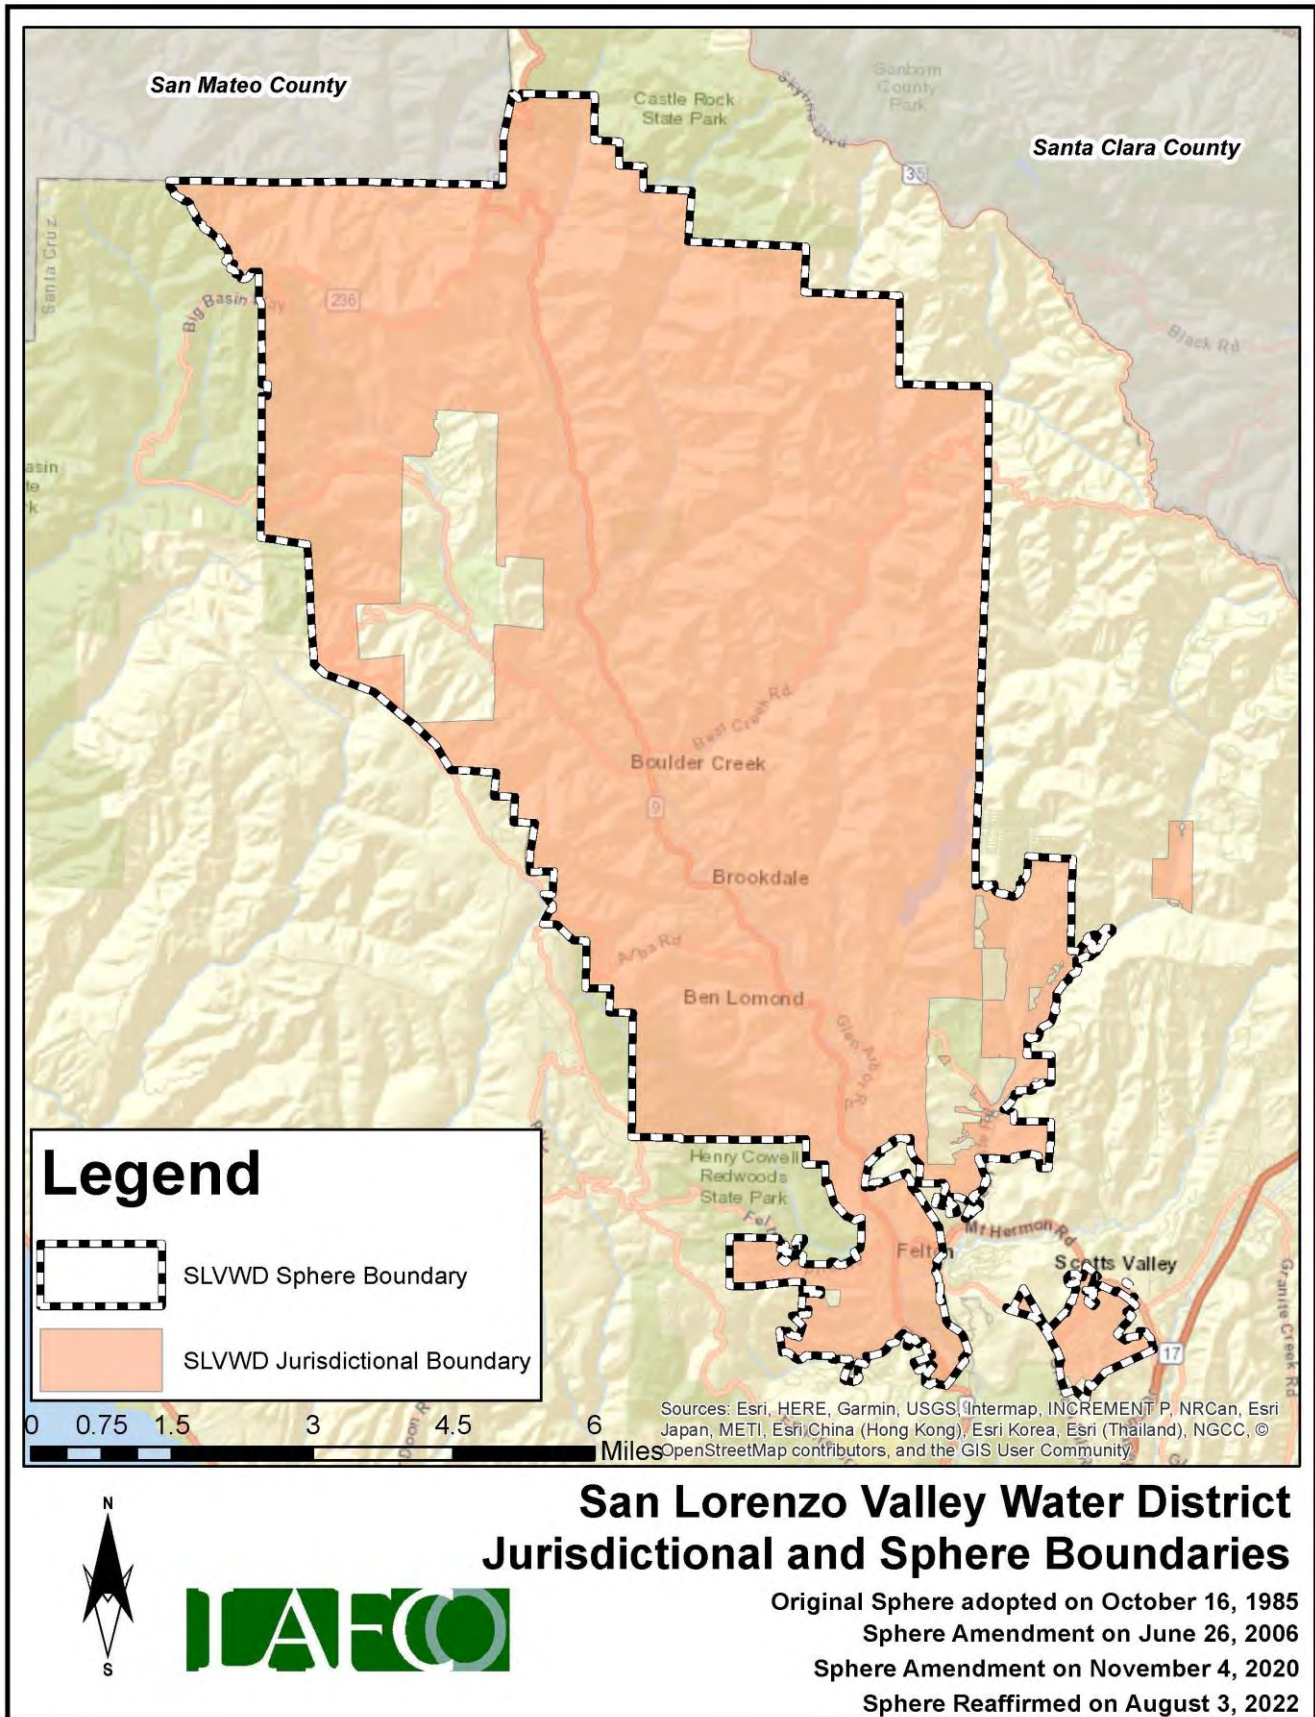 San Mateo County
Castle Rock
State Park
Skyline Blvd
Sanborn
County
Park
Santa Clara County
35
Santa Cruz
Big Basin Way
236
Black Rd
asin
te
k
Bear Creek Rd
Boulder Creek
9
Brookdale
Alba Rd
Ben Lomond
Glen Arbor Rd
Henry Cowell
Redwoods
State Park
Felton
Mt Hermon Rd
Scotts Valley
Granite Creek Rd
17
9
Legend
SLVWD Sphere Boundary
SLVWD Jurisdictional Boundary
0 0.75 1.5 3 4.5 6
Miles
Sources: Esri, HERE, Garmin, USGS, Intermap, INCREMENT P, NRCan, Esri
Japan, METI, Esri China (Hong Kong), Esri Korea, Esri (Thailand), NGCC, ©
OpenStreetMap contributors, and the GIS User Community
San Lorenzo Valley Water District
Jurisdictional and Sphere Boundaries
N
S
LAFCO
Original Sphere adopted on October 16, 1985
Sphere Amendment on June 26, 2006
Sphere Amendment on November 4, 2020
Sphere Reaffirmed on August 3, 2022